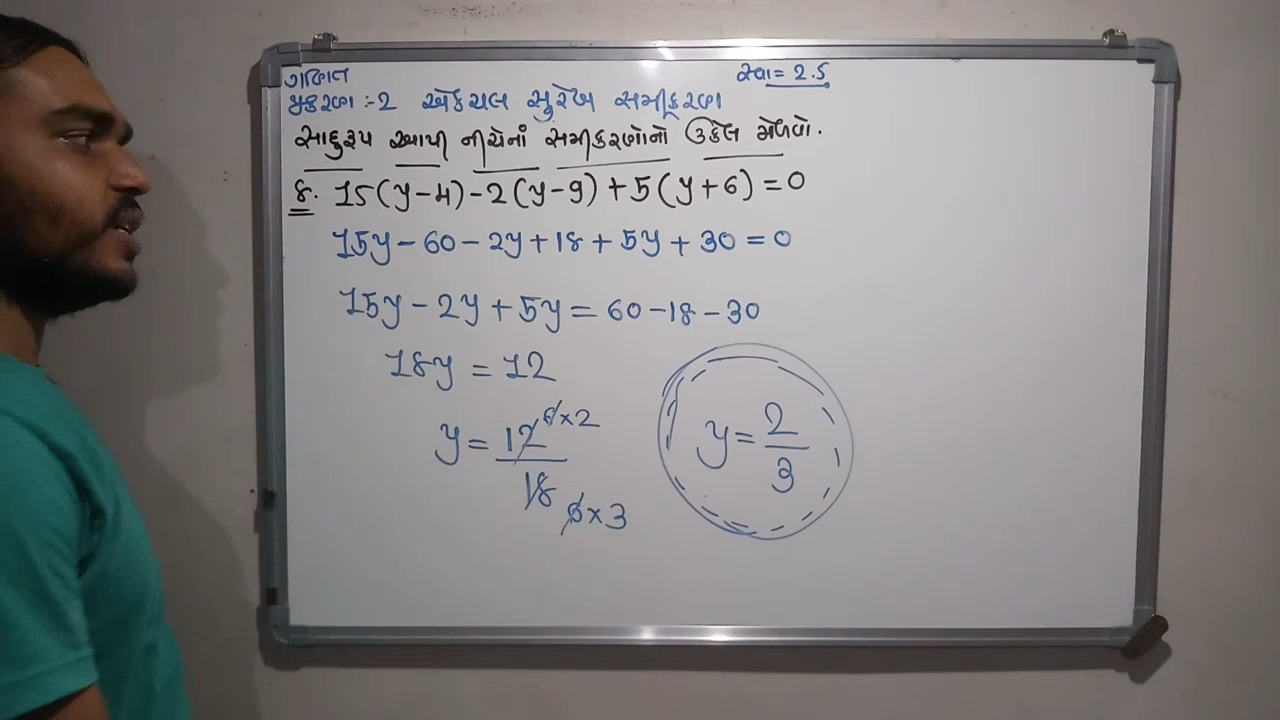 ગણિત
સ્વા = 2.5
પ્રકરણ :- 2 એકચલ સુરેખ સમીકરણ
સાદુરૂપ આપી નીચેનાં સમીકરણોનો ઉકેલ મેળવો.
8. 15(y-4)-2(y-9)+5(y+6)=0
15y-60-2y+18+5y+30=0
15y-2y+5y=60-18-30
18y=12
y=12/18 6×2 6×3
y=2/3